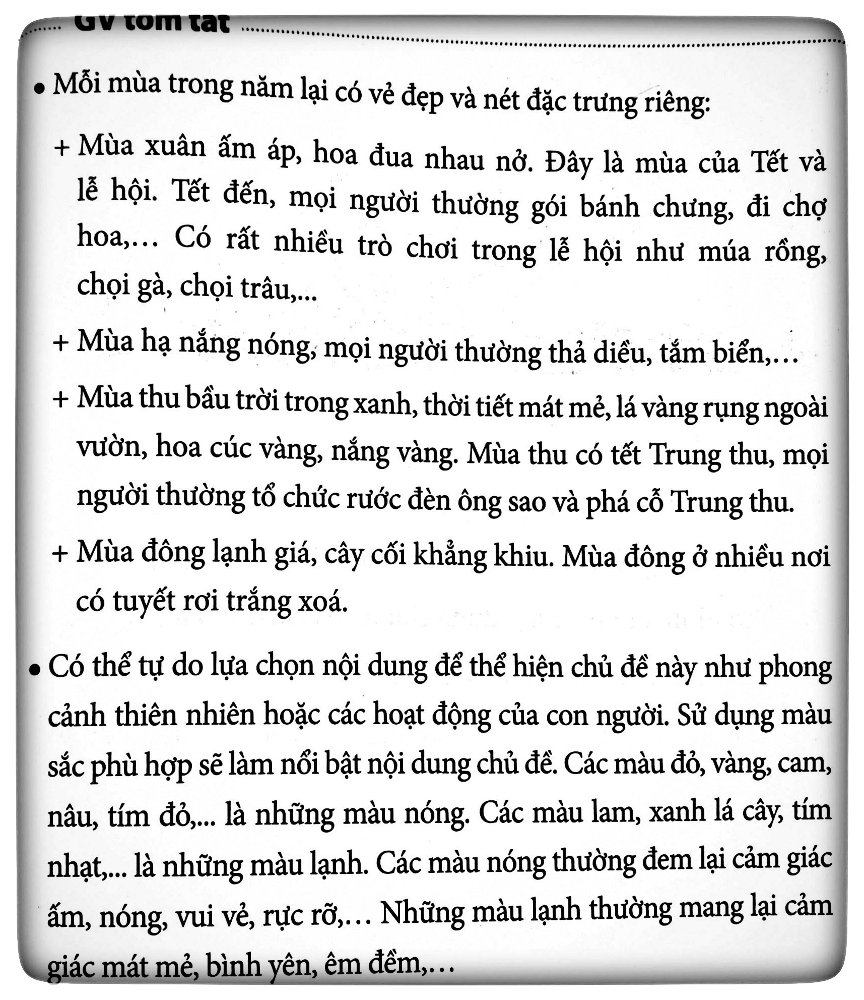 GV tóm tắt
• Mỗi mùa trong năm lại có vẻ đẹp và nét đặc trưng riêng:
+ Mùa xuân ấm áp, hoa đua nhau nở. Đây là mùa của Tết và
lễ hội. Tết đến, mọi người thường gói bánh chưng, đi chợ
hoa,... Có rất nhiều trò chơi trong lễ hội như múa rồng,
chọi gà, chọi trâu,...
+ Mùa hạ nắng nóng, mọi người thường thả diều, tắm biển,...
+ Mùa thu bầu trời trong xanh, thời tiết mát mẻ, lá vàng rụng ngoài
vườn, hoa cúc vàng, nắng vàng. Mùa thu có tết Trung thu, mọi
người thường tổ chức rước đèn ông sao và phá cỗ Trung thu.
+ Mùa đông lạnh giá, cây cối khẳng khiu. Mùa đông ở nhiều nơi
có tuyết rơi trắng xoá.
• Có thể tự do lựa chọn nội dung để thể hiện chủ đề này như phong
cảnh thiên nhiên hoặc các hoạt động của con người. Sử dụng màu
sắc phù hợp sẽ làm nổi bật nội dung chủ đề. Các màu đỏ, vàng, cam,
nâu, tím đỏ,... là những màu nóng. Các màu lam, xanh lá cây, tím
nhạt,... là những màu lạnh. Các màu nóng thường đem lại cảm giác
ấm, nóng, vui vẻ, rực rỡ,... Những màu lạnh thường mang lại cảm
giác mát mẻ, bình yên, êm đềm,...